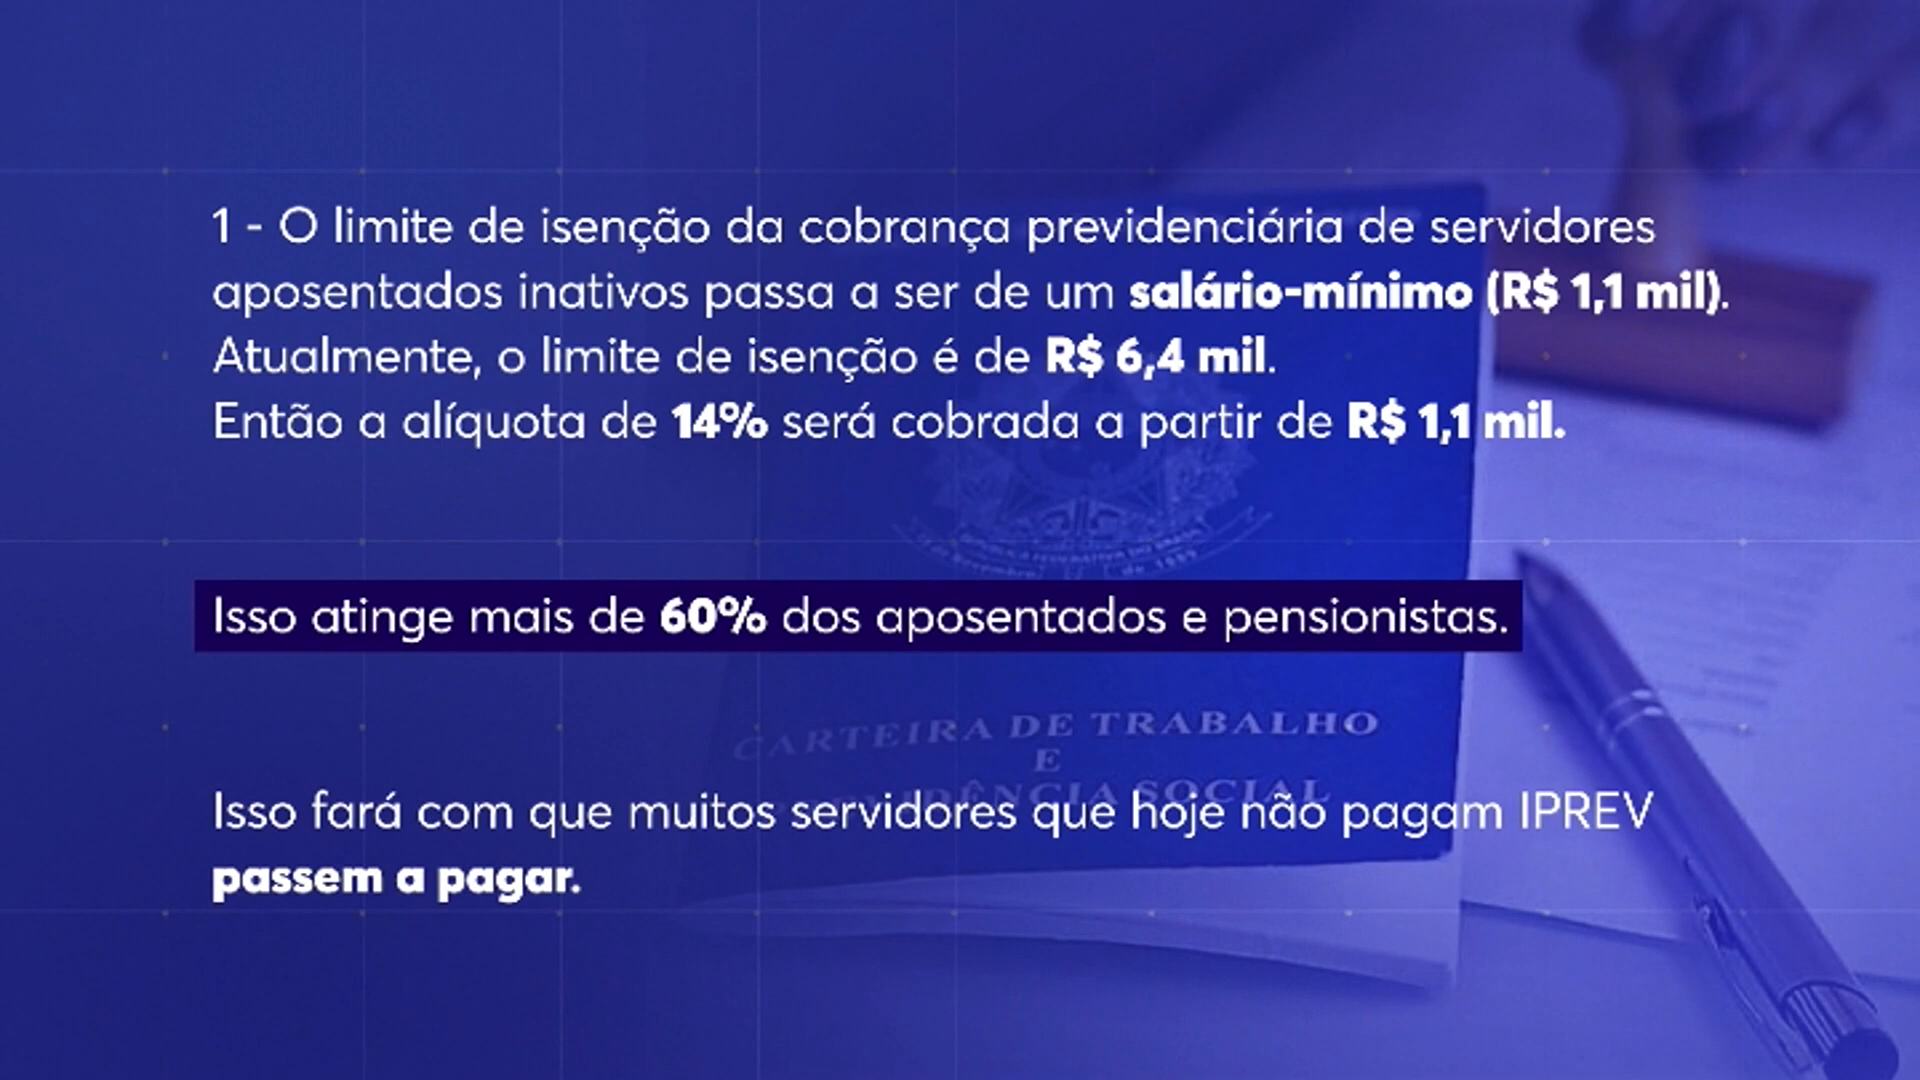 1 - O limite de isenção da cobrança previdenciária de servidores
aposentados inativos passa a ser de um salário-mínimo (R$ 1,1 mil).
Atualmente, o limite de isenção é de R$ 6,4 mil.
Então a alíquota de 14% será cobrada a partir de R$ 1,1 mil.
Isso atinge mais de 60% dos aposentados e pensionistas.
CARTEIRA DE TRABALHO
E
SOCIAL
Isso fará com que muitos servidores que hoje não pagam IPREV
passem a pagar.